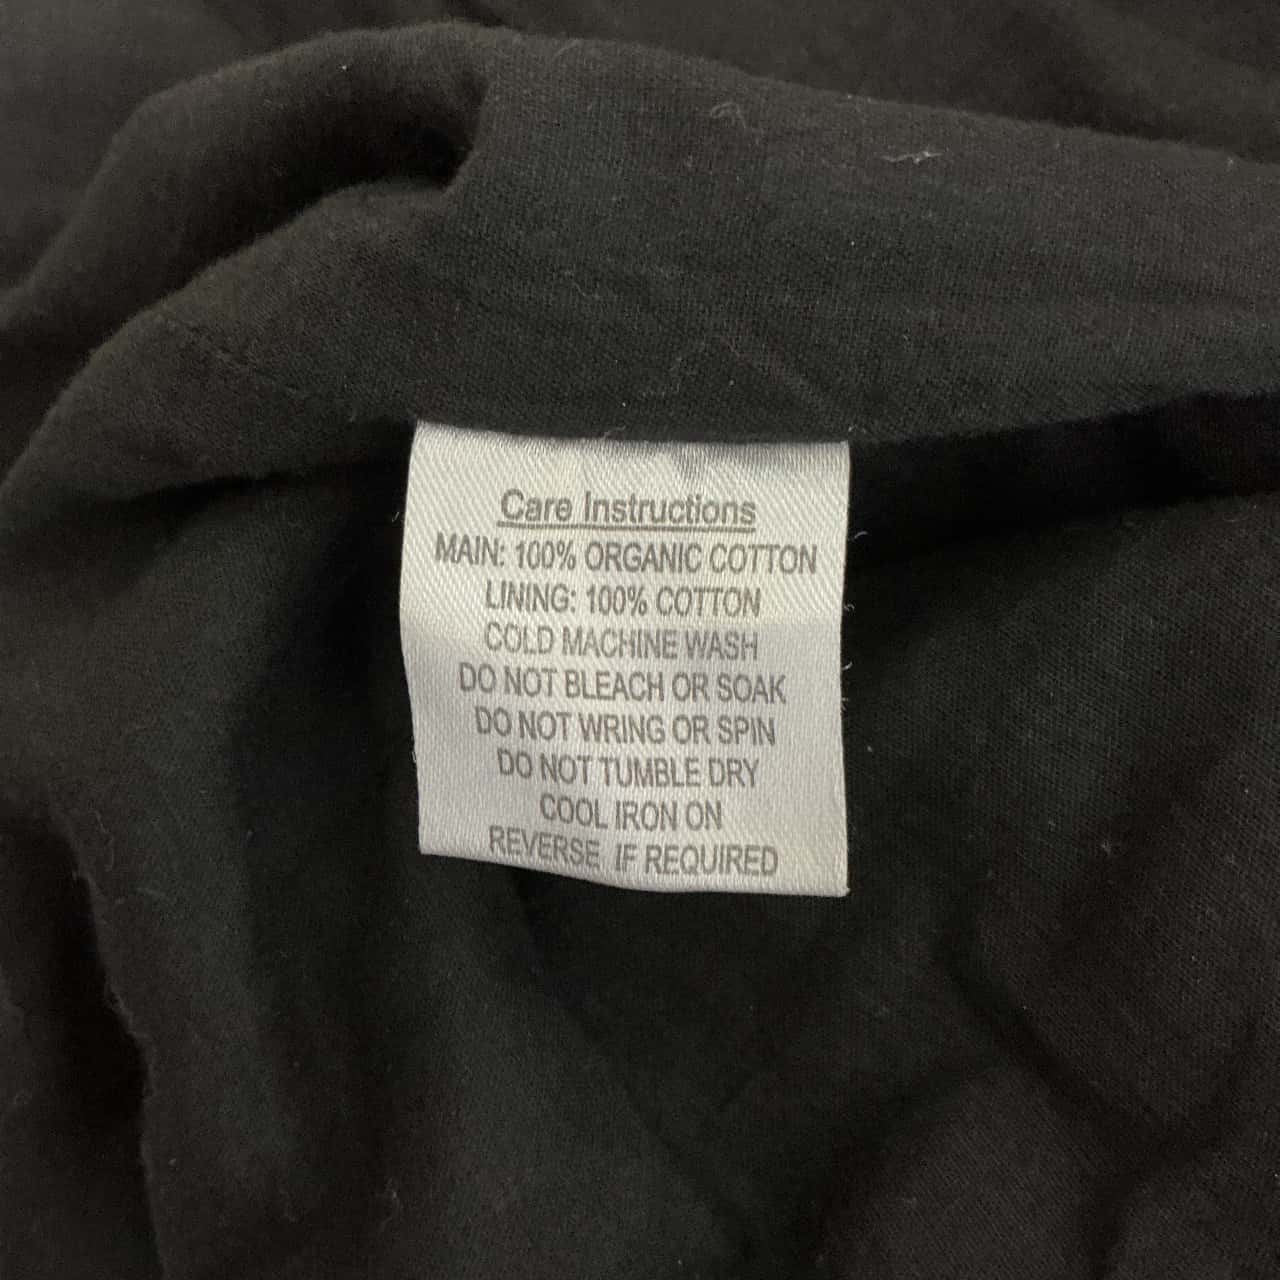 Care Instructions
MAIN: 100% ORGANIC COTTON
LINING: 100% COTTON
COLD MACHINE WASH
DO NOT BLEACH OR SOAK
DO NOT WRING OR SPIN
DO NOT TUMBLE DRY
COOL IRON ON
REVERSE IF REQUIRED